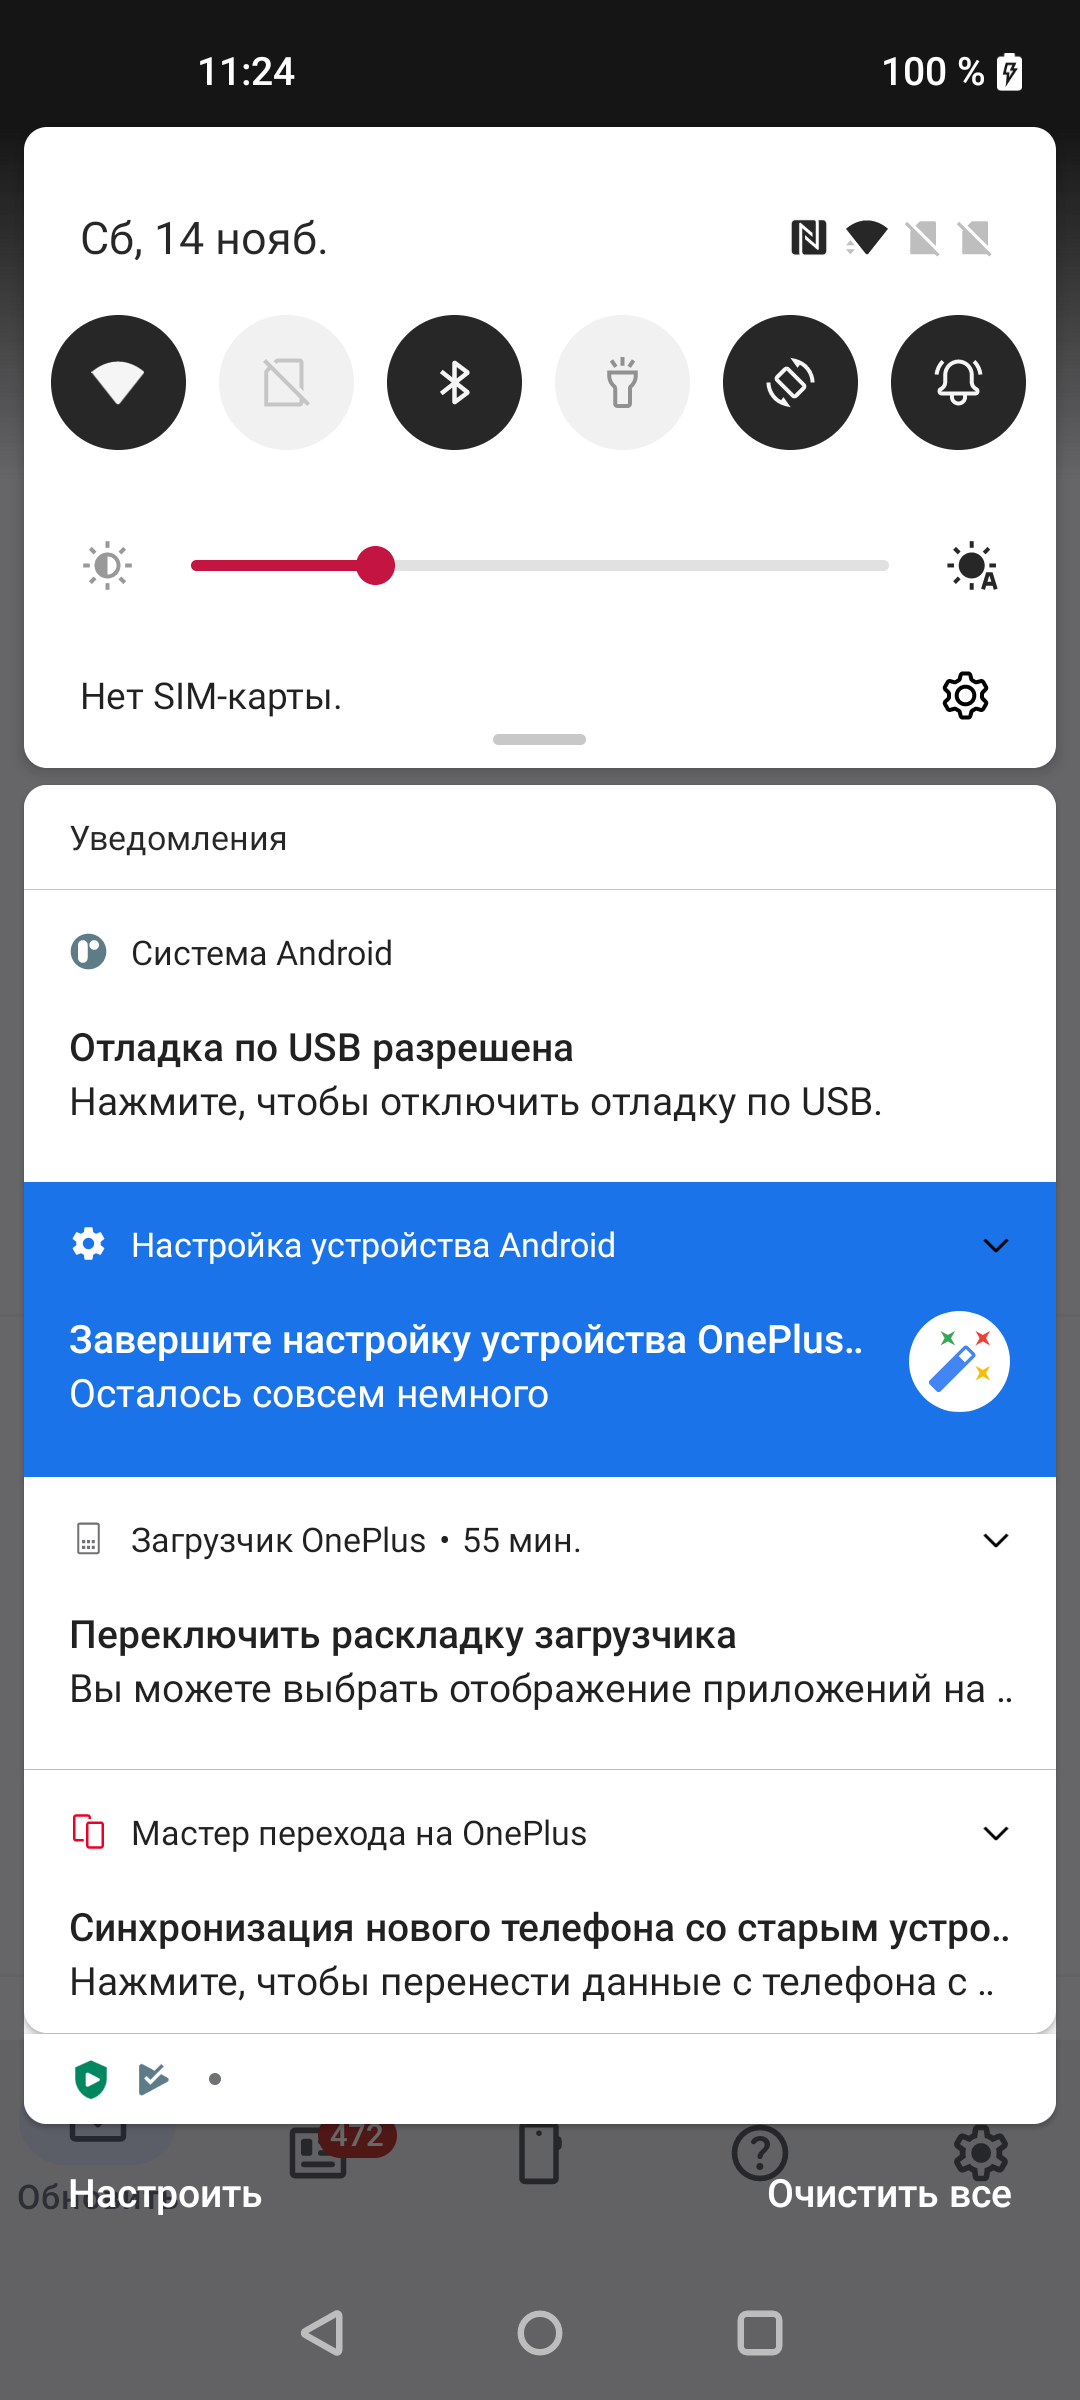 11:24
100 %
Сб, 14 нояб.
Нет SIM-карты.
Уведомления
Система Android
Отладка по USB разрешена
Нажмите, чтобы отключить отладку по USB.
Настройка устройства Android
Завершите настройку устройства OnePlus..
Осталось совсем немного
Загрузчик OnePlus • 55 мин.
Переключить раскладку загрузчика
Вы можете выбрать отображение приложений на ..
Мастер перехода на OnePlus
Синхронизация нового телефона со старым устро..
Нажмите, чтобы перенести данные с телефона с ..
472
Настроить
Очистить все